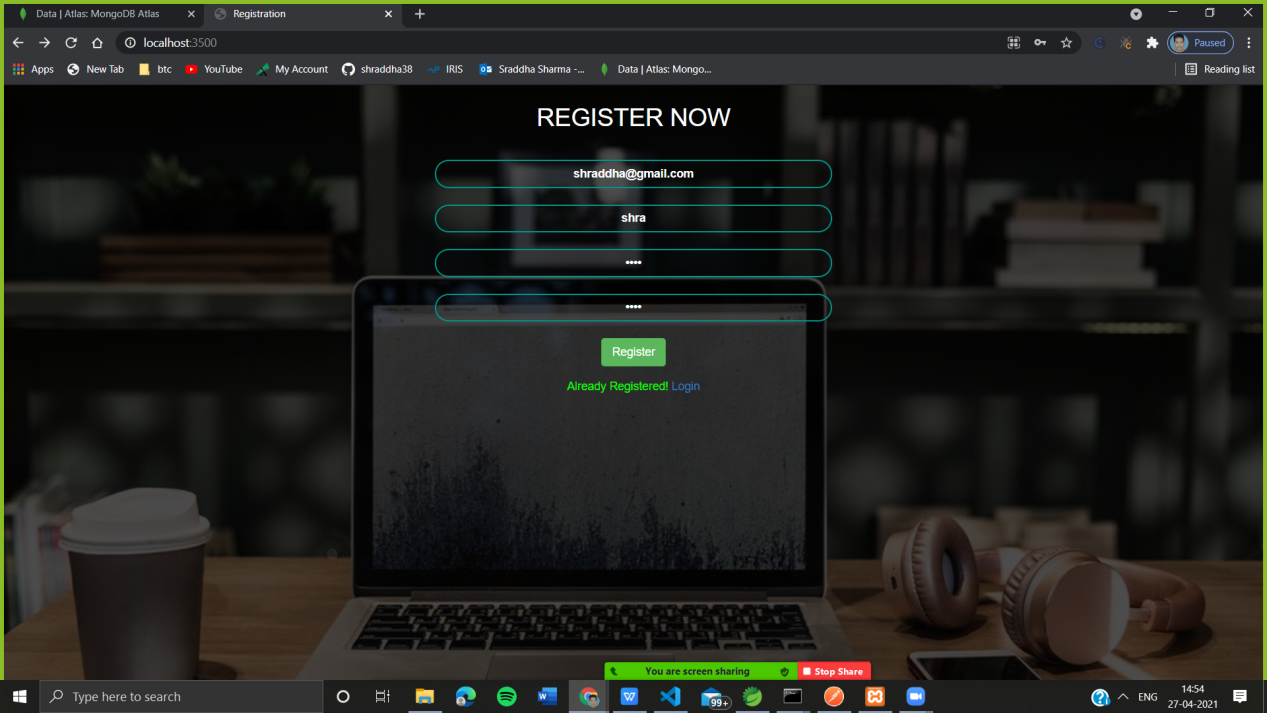 Data | Atlas: MongoDB Atlas
Registration
localhost:3500
Paused
Apps
New Tab
btc
YouTube
My Account
shraddha38
IRIS
Sraddha Sharma -...
Data | Atlas: Mongo...
Reading list
REGISTER NOW
shraddha@gmail.com
shra
••••
••••
Register
Already Registered! Login
You are screen sharing
Stop Share
Type here to search
99+
ENG
14:54
27-04-2021